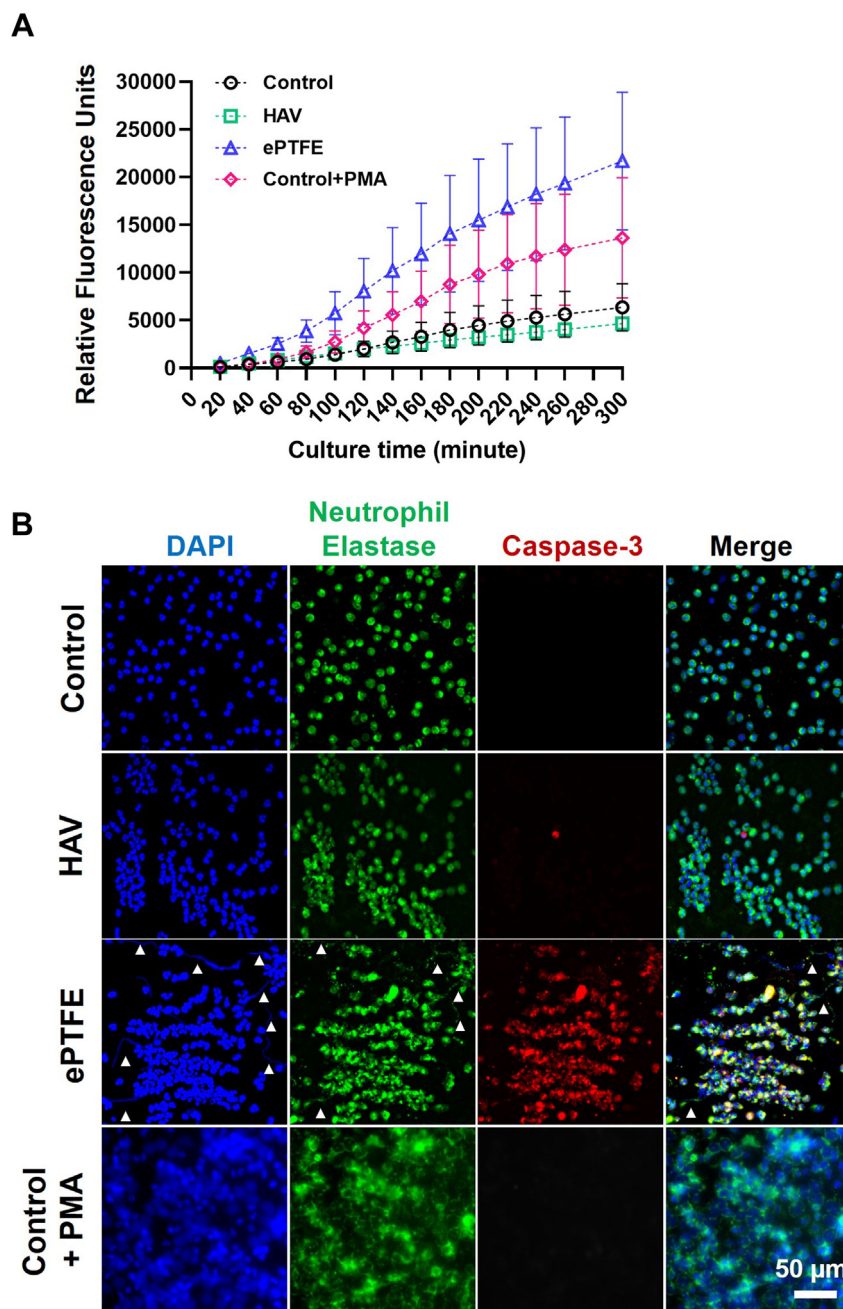 A
Relative Fluorescence Units
30000
25000
20000
15000
10000
5000
0
Control
HAV
ePTFE
Control+PMA
0 20 40 60 80 100 120 140 160 180 200 220 240 260 300
Culture time (minute)
B
DAPI
Neutrophil
Elastase
Caspase-3
Merge
Control
HAV
ePTFE
Control
+ PMA
50 µm